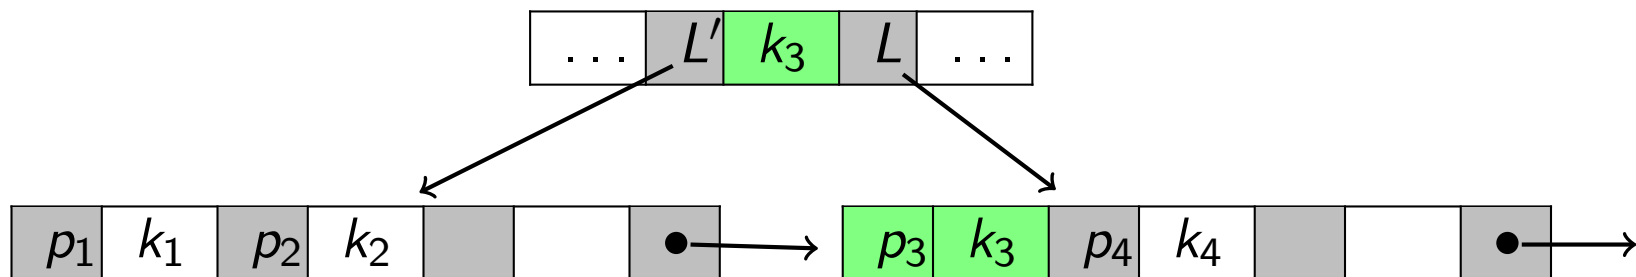 ... L′ k₃ L ...
p₁ k₁ p₂ k₂ p₃ k₃ p₄ k₄